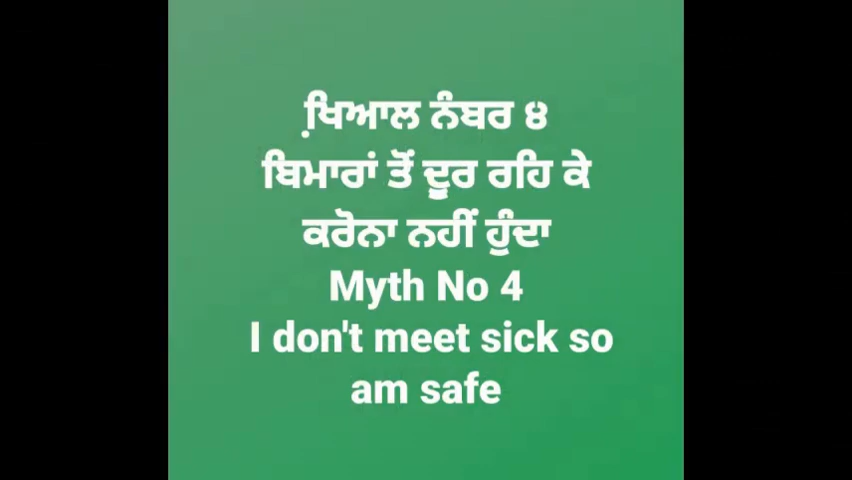 ਖ਼ਿਆਲ ਨੰਬਰ ੪
ਬਿਮਾਰਾਂ ਤੋਂ ਦੂਰ ਰਹਿ ਕੇ
ਕਰੋਨਾ ਨਹੀਂ ਹੁੰਦਾ
Myth No 4
I don't meet sick so
am safe